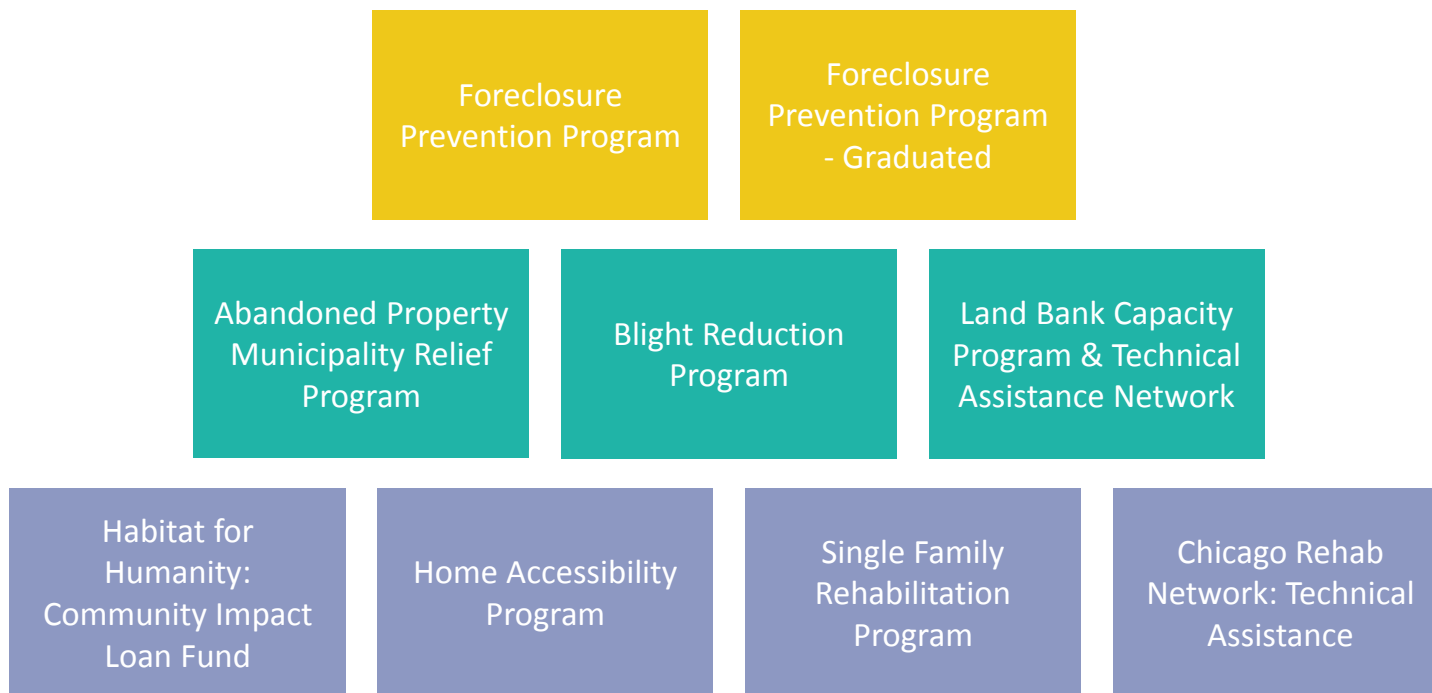 Foreclosure
Prevention Program
Foreclosure
Prevention Program
- Graduated
Abandoned Property
Municipality Relief
Program
Blight Reduction
Program
Land Bank Capacity
Program & Technical
Assistance Network
Habitat for
Humanity:
Community Impact
Loan Fund
Home Accessibility
Program
Single Family
Rehabilitation
Program
Chicago Rehab
Network: Technical
Assistance